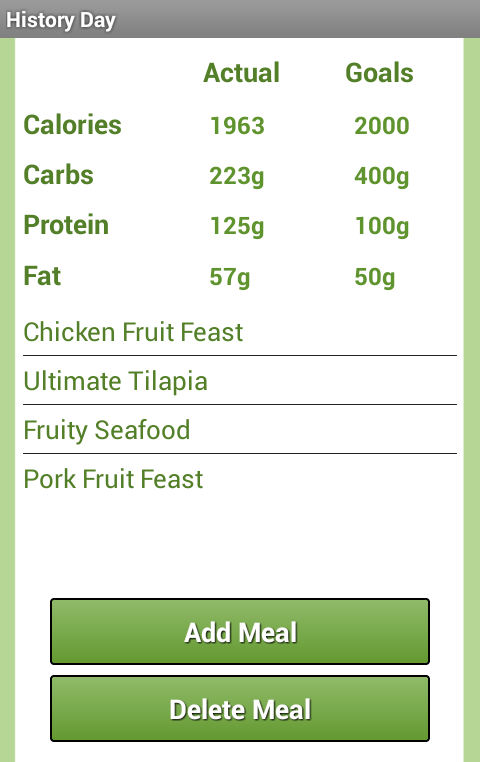 History Day
Actual Goals
Calories 1963 2000
Carbs 223g 400g
Protein 125g 100g
Fat 57g 50g
Chicken Fruit Feast
Ultimate Tilapia
Fruity Seafood
Pork Fruit Feast
Add Meal
Delete Meal